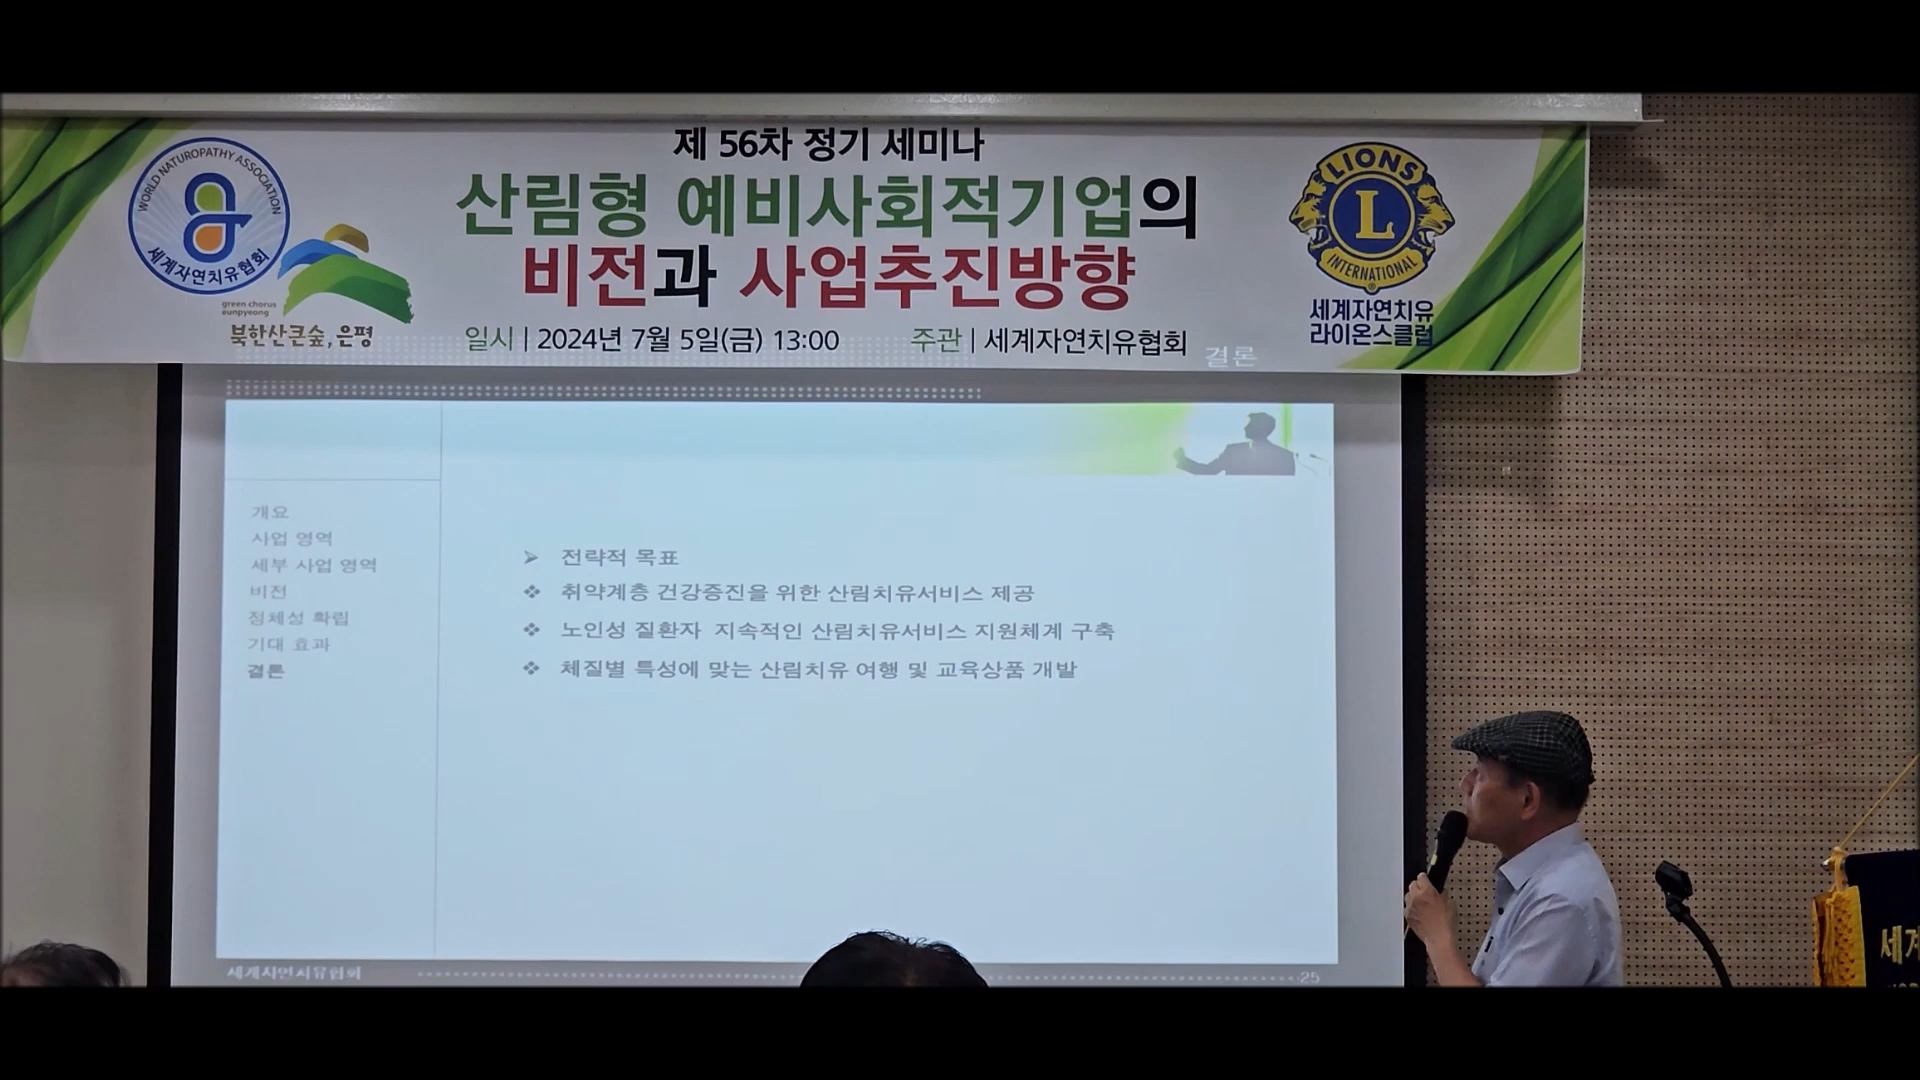 제 56차 정기 세미나
산림형 예비사회적기업의
비전과 사업추진방향
일시 | 2024년 7월 5일(금) 13:00 주관 | 세계자연치유협회
WORLD NATUROPATHY ASSOCIATION
세계자연치유협회
green chorus
eunpyeong
북한산큰숲, 은평
LIONS
L
INTERNATIONAL
세계자연치유
라이온스클럽
결론
개요
사업 영역
세부 사업 영역
비전
정체성 확립
기대 효과
결론
➢ 전략적 목표
❖ 취약계층 건강증진을 위한 산림치유서비스 제공
❖ 노인성 질환자 지속적인 산림치유서비스 지원체계 구축
❖ 체질별 특성에 맞는 산림치유 여행 및 교육상품 개발
세계자연치유협회
25
세계